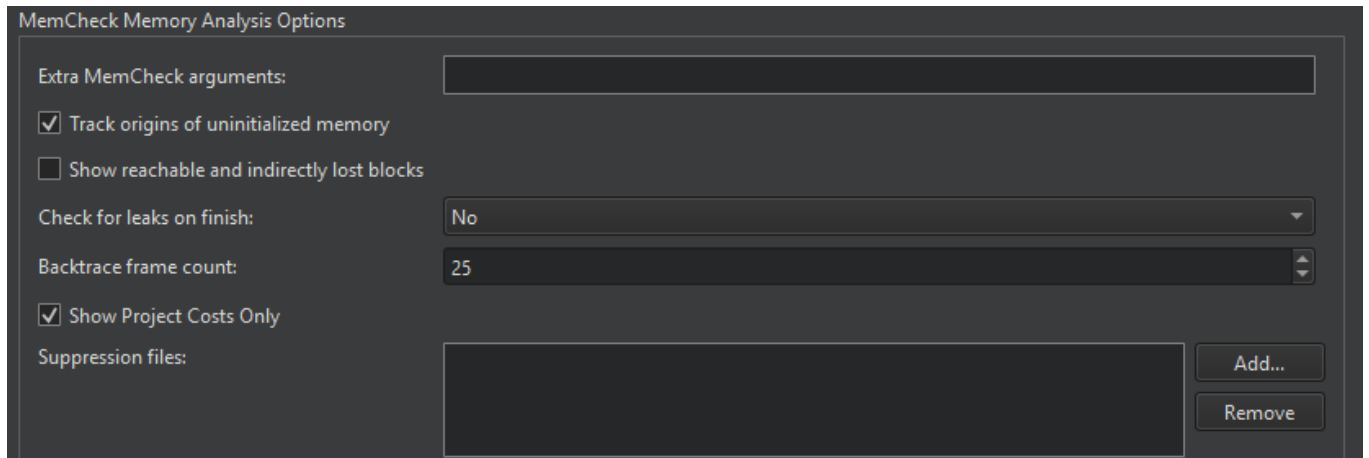 MemCheck Memory Analysis Options
Extra MemCheck arguments:
Track origins of uninitialized memory
Show reachable and indirectly lost blocks
Check for leaks on finish: No
Backtrace frame count: 25
Show Project Costs Only
Suppression files: Add...
Remove